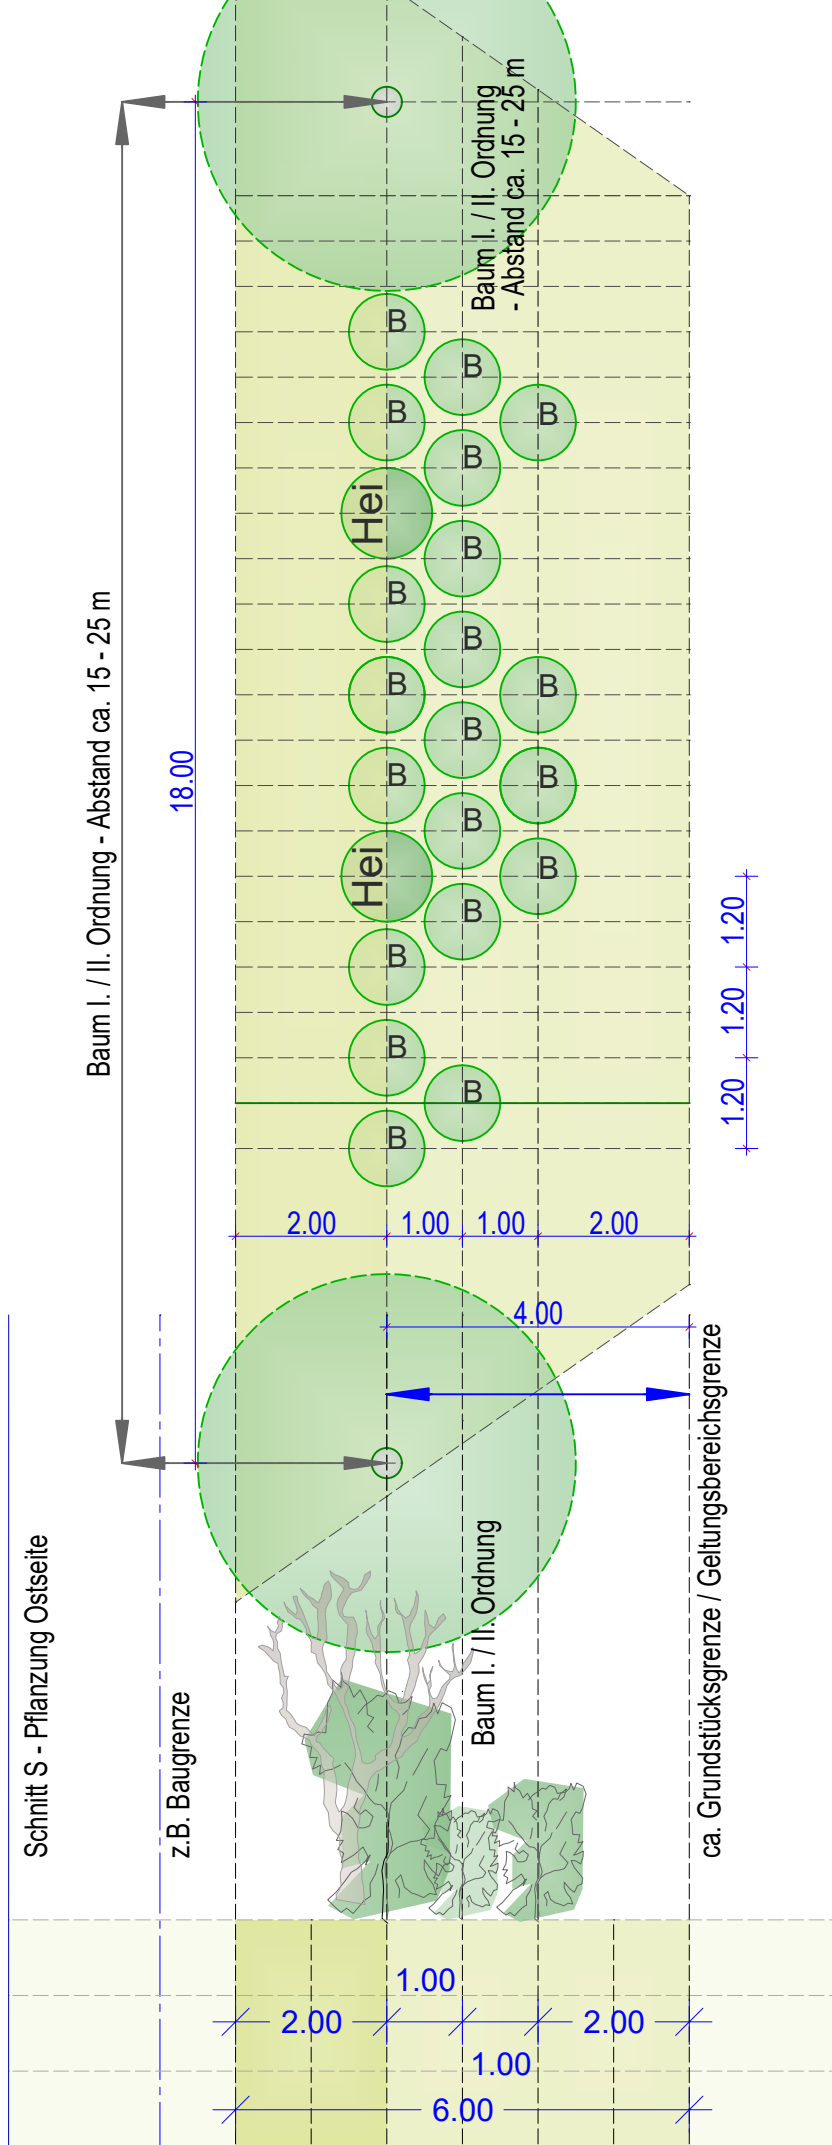 Baum I. / II. Ordnung
- Abstand ca. 15 - 25 m
B
B
B
B
B
Hei
B
B
B
B
B
B
B
B
B
B
Hei
B
B
B
B
B
B
Baum I. / II. Ordnung - Abstand ca. 15 - 25 m
18.00
1.20
1.20
1.20
2.00
1.00
1.00
2.00
4.00
Schnitt S - Pflanzung Ostseite
z.B. Baugrenze
Baum I. / II. Ordnung
ca. Grundstücksgrenze / Geltungsbereichsgrenze
1.00
2.00
2.00
1.00
6.00